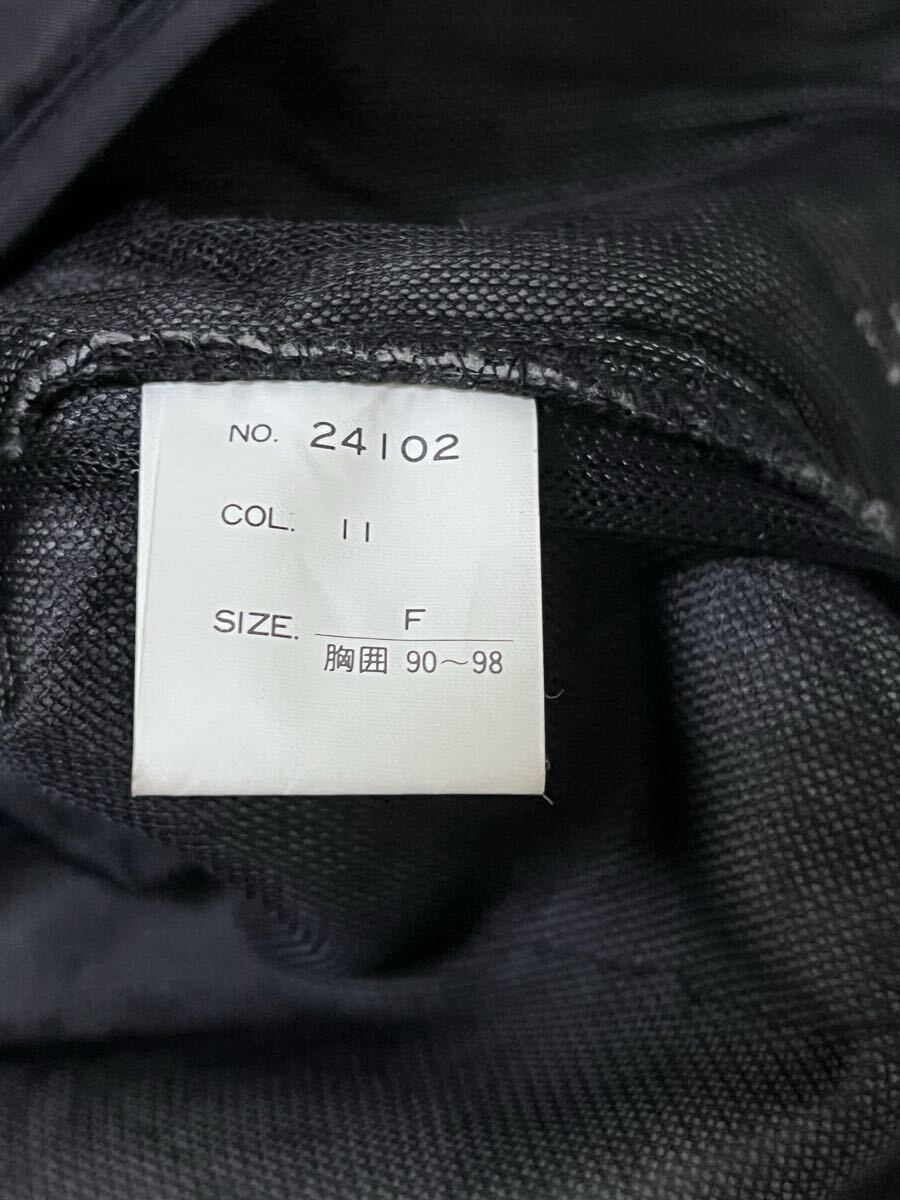 NO. 24102
COL. 11
SIZE. F
胸囲 90〜98